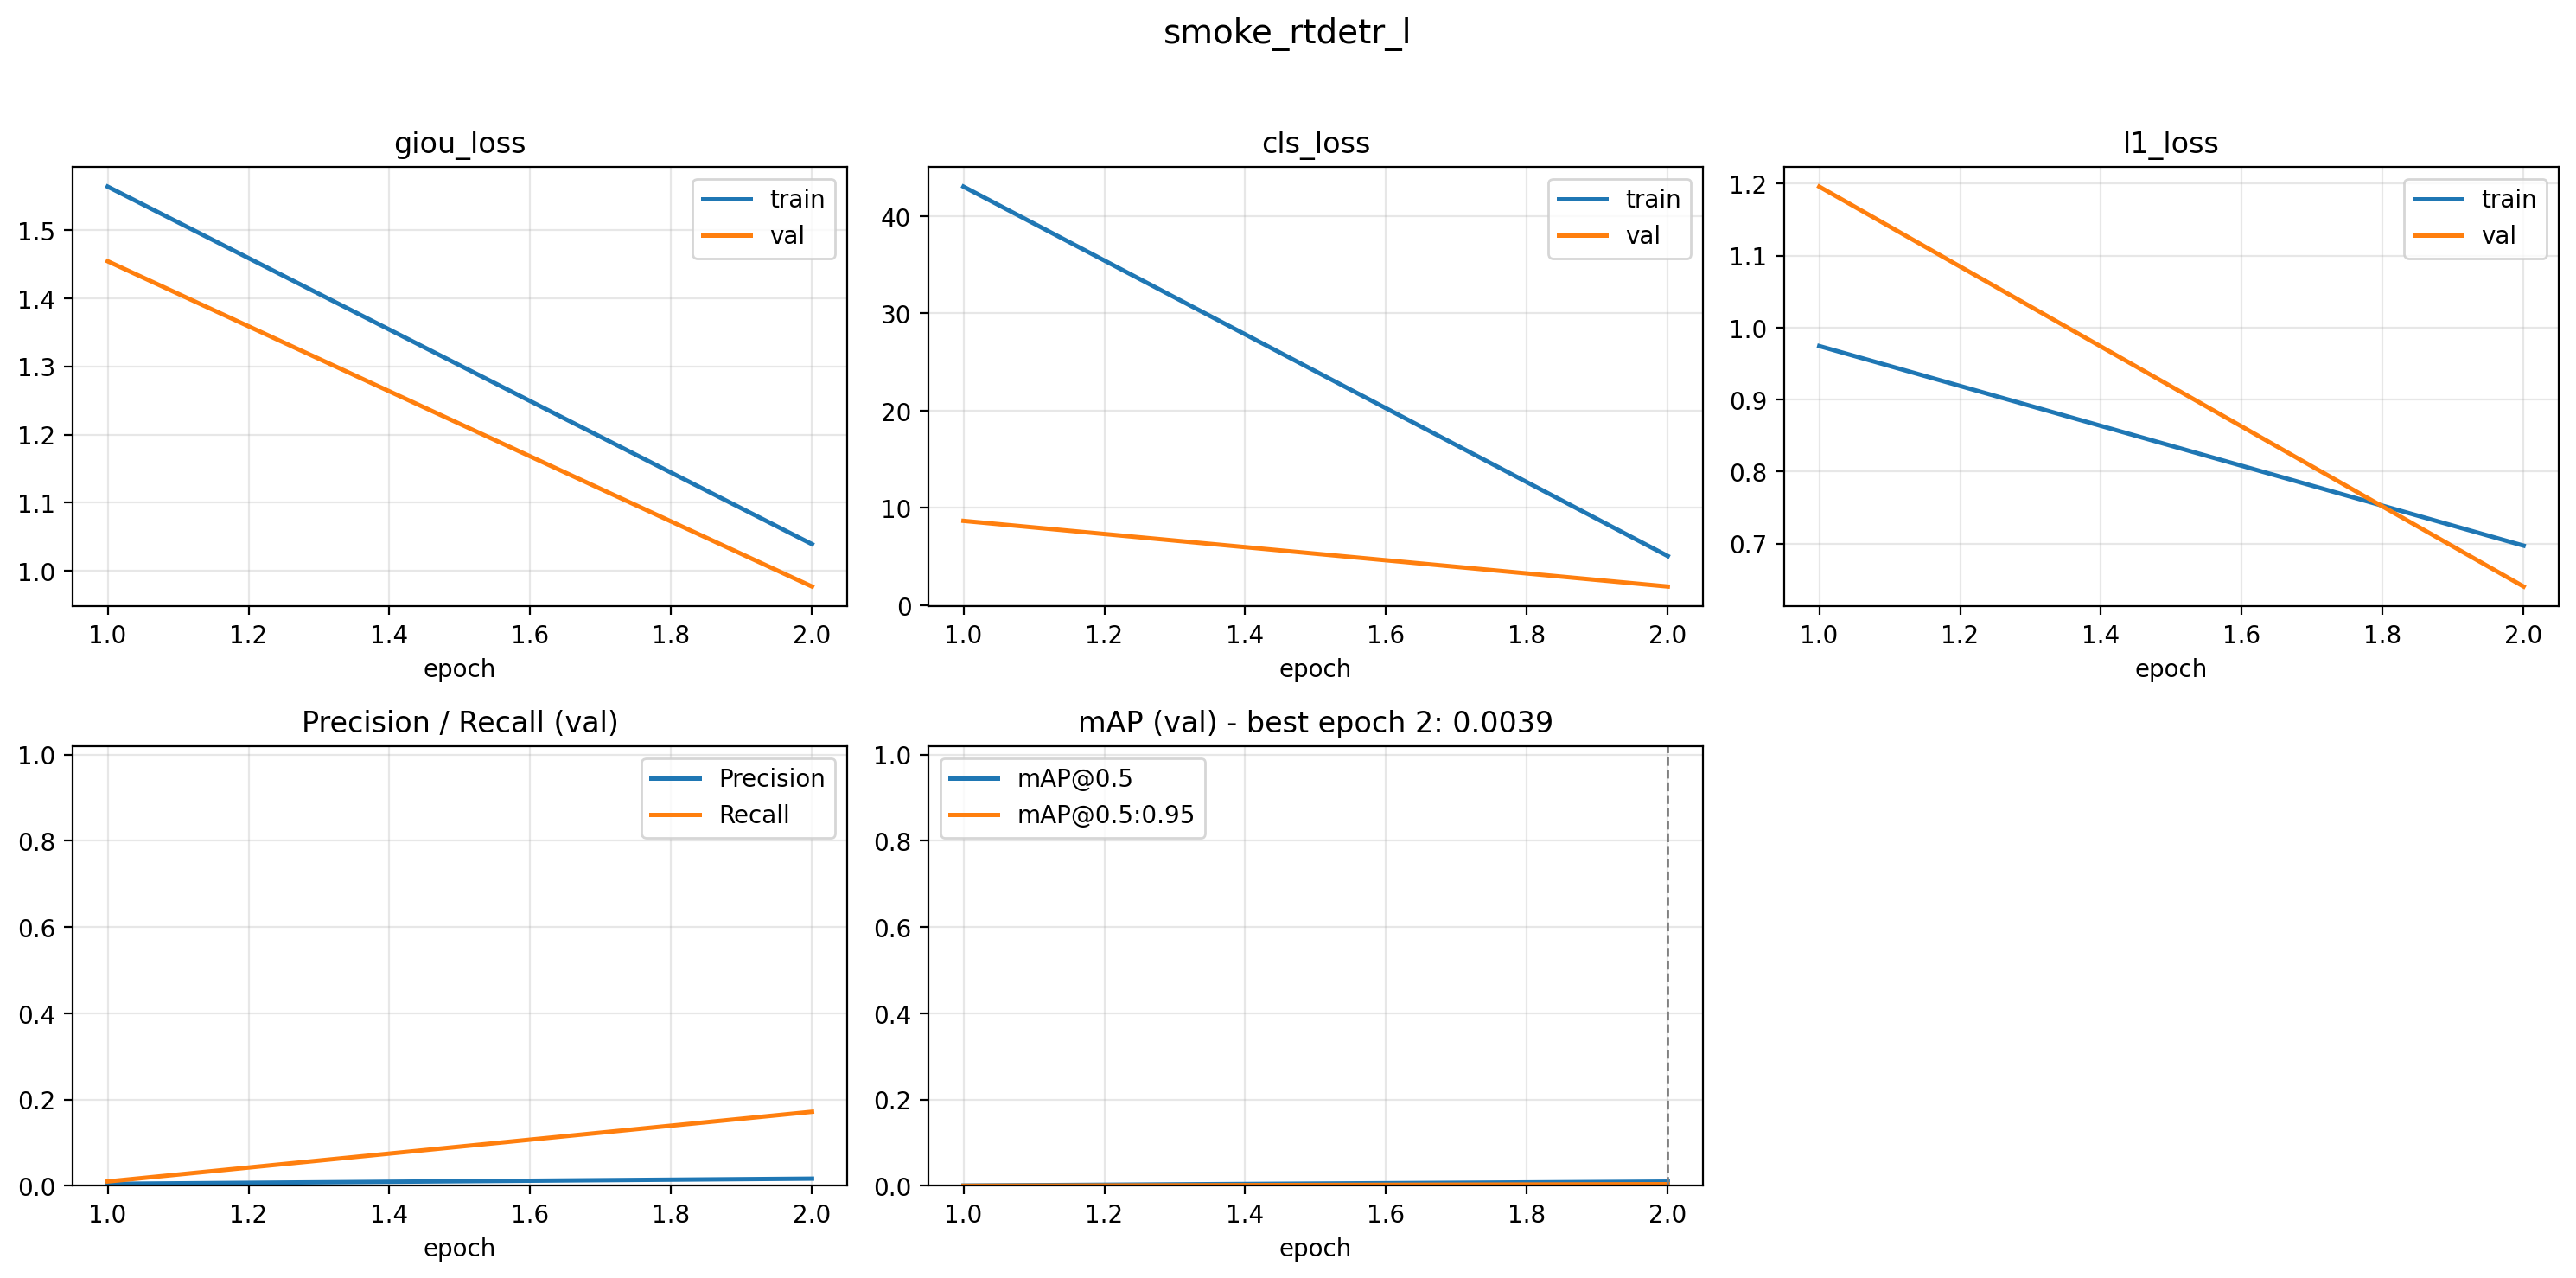 smoke_rtdetr_l
giou_loss
train
val
1.5
1.4
1.3
1.2
1.1
1.0
1.0 1.2 1.4 1.6 1.8 2.0
epoch
cls_loss
train
val
40
30
20
10
0
1.0 1.2 1.4 1.6 1.8 2.0
epoch
l1_loss
train
val
1.2
1.1
1.0
0.9
0.8
0.7
1.0 1.2 1.4 1.6 1.8 2.0
epoch
Precision / Recall (val)
Precision
Recall
1.0
0.8
0.6
0.4
0.2
0.0
1.0 1.2 1.4 1.6 1.8 2.0
epoch
mAP (val) - best epoch 2: 0.0039
mAP@0.5
mAP@0.5:0.95
1.0
0.8
0.6
0.4
0.2
0.0
1.0 1.2 1.4 1.6 1.8 2.0
epoch